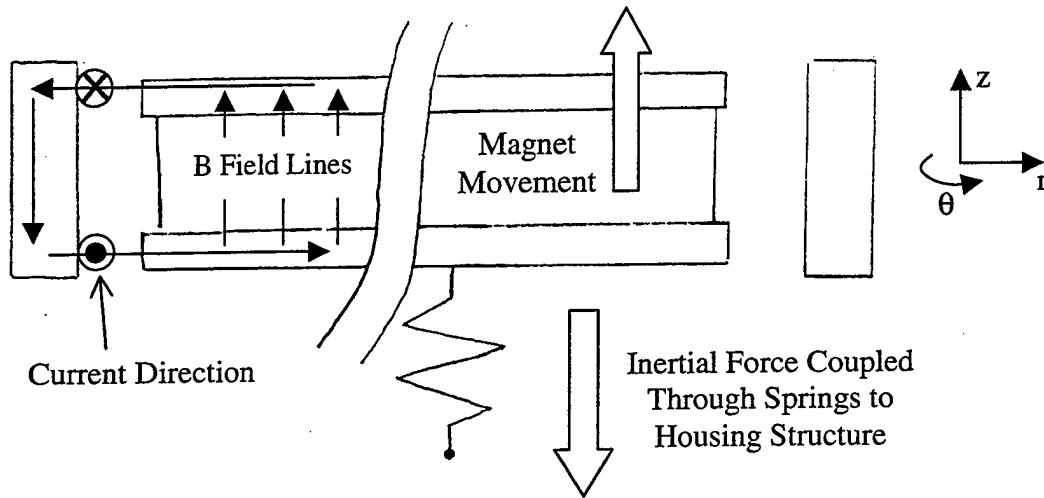 z
B Field Lines
Magnet
Movement
r
θ
Current Direction
Inertial Force Coupled
Through Springs to
Housing Structure